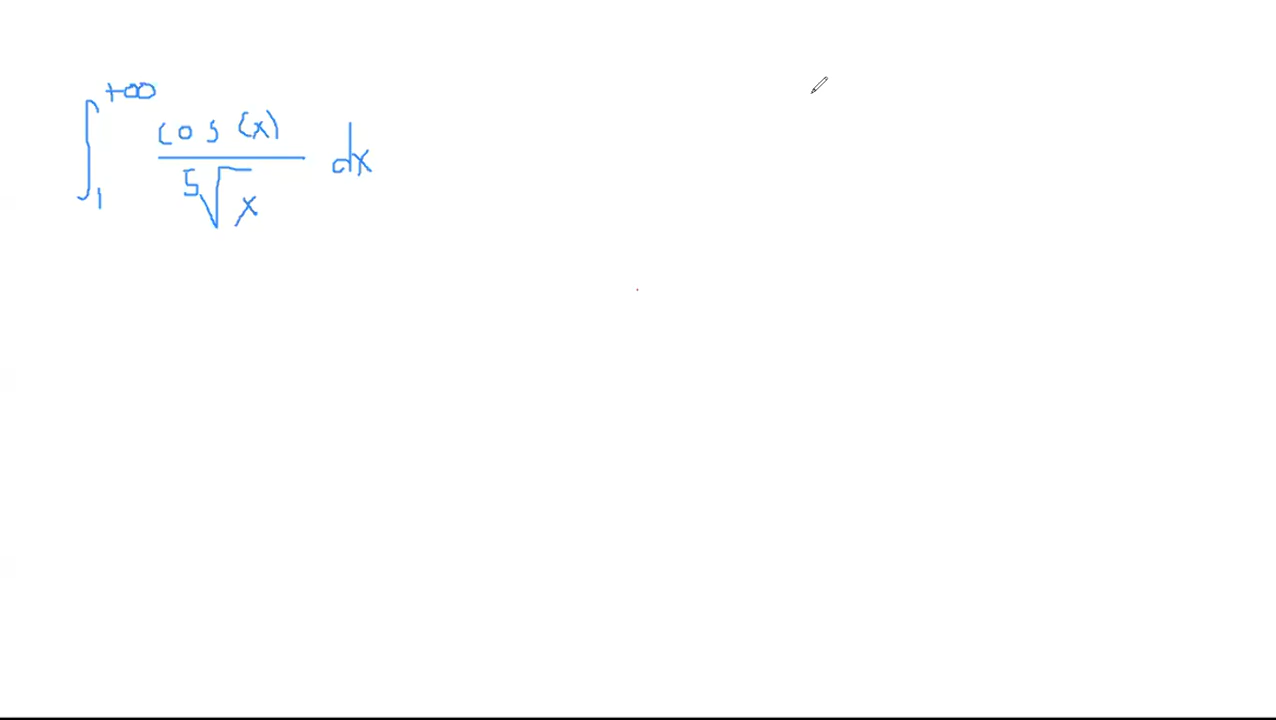 ∫₁^{+∞} cos(x) / ⁵√x dx